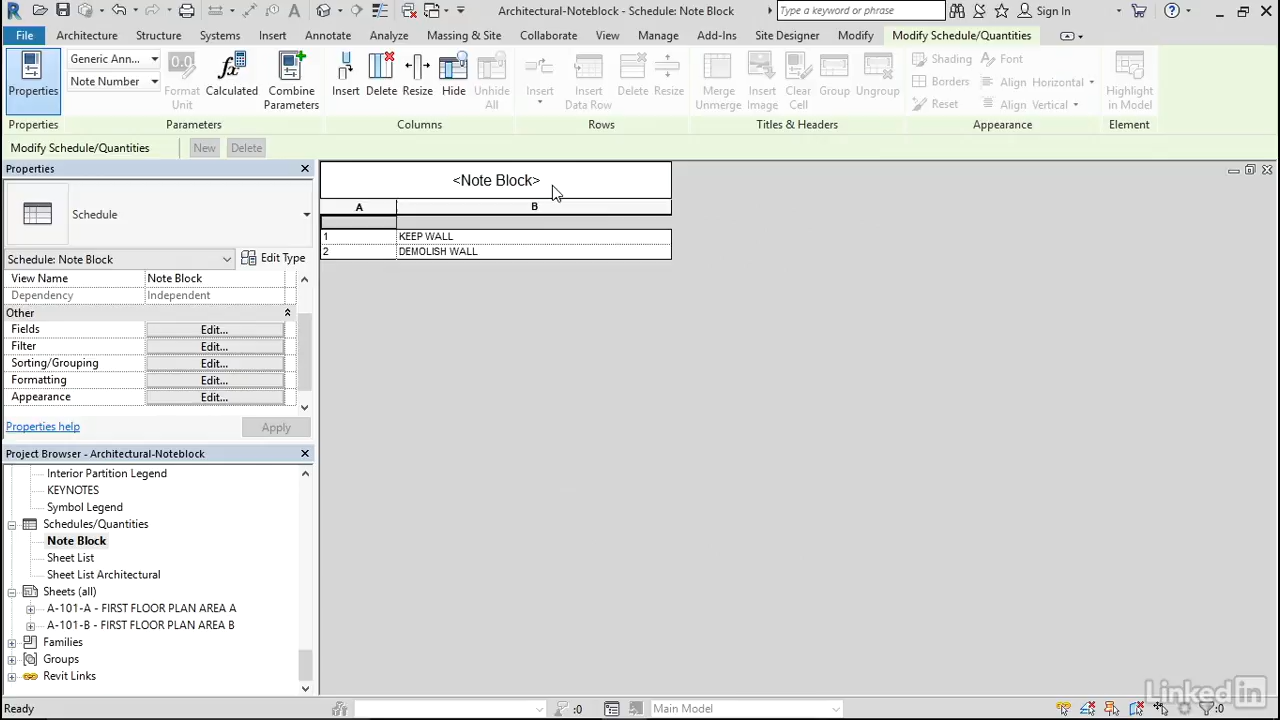 Architectural-Noteblock - Schedule: Note Block
Type a keyword or phrase
Sign In
File Architecture Structure Systems Insert Annotate Analyze Massing & Site Collaborate View Manage Add-Ins Site Designer Modify Modify Schedule/Quantities
Properties
Generic Ann...
Note Number
Format Unit
Calculated
Combine Parameters
Insert Delete Resize Hide Unhide All
Insert Insert Data Row Delete Resize
Merge Unmerge Insert Image Clear Cell Group Ungroup
Shading Font
Borders Align Horizontal
Reset Align Vertical
Highlight in Model
Properties Parameters Columns Rows Titles & Headers Appearance Element
Modify Schedule/Quantities New Delete
Properties
Schedule
Schedule: Note Block Edit Type
View Name Note Block
Dependency Independent
Other
Fields Edit...
Filter Edit...
Sorting/Grouping Edit...
Formatting Edit...
Appearance Edit...
Properties help Apply
Project Browser - Architectural-Noteblock
Interior Partition Legend
KEYNOTES
Symbol Legend
Schedules/Quantities
Note Block
Sheet List
Sheet List Architectural
Sheets (all)
A-101-A - FIRST FLOOR PLAN AREA A
A-101-B - FIRST FLOOR PLAN AREA B
Families
Groups
Revit Links
<Note Block>
A B
1 KEEP WALL
2 DEMOLISH WALL
Ready
:0
Main Model
:0
Linked in